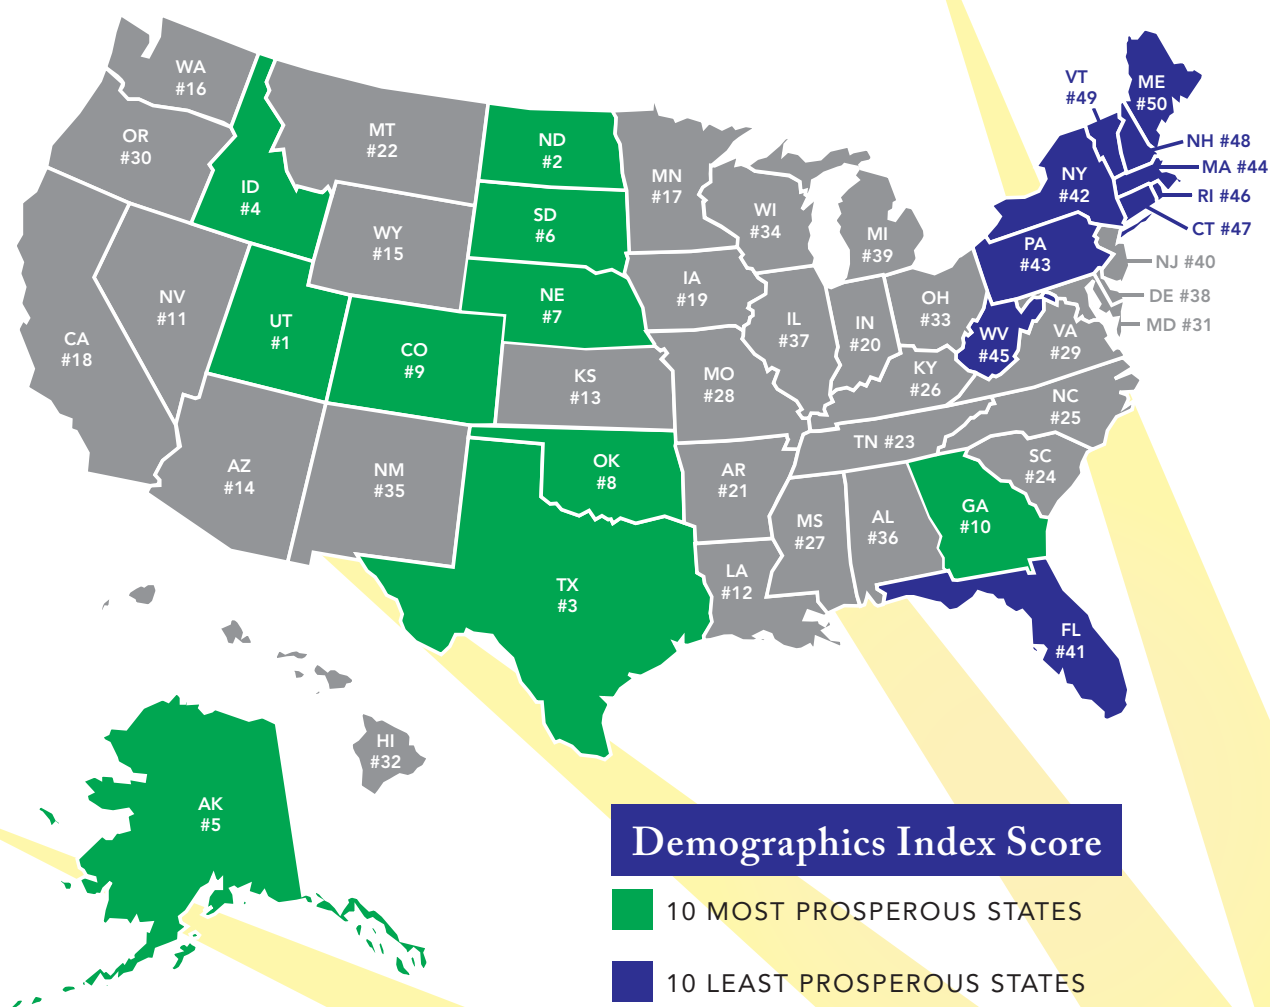 WA
#16
OR
#30
CA
#18
NV
#11
ID
#4
MT
#22
WY
#15
UT
#1
CO
#9
AZ
#14
NM
#35
ND
#2
SD
#6
NE
#7
KS
#13
OK
#8
TX
#3
MN
#17
IA
#19
MO
#28
AR
#21
LA
#12
WI
#34
IL
#37
MI
#39
IN
#20
OH
#33
KY
#26
TN #23
MS
#27
AL
#36
GA
#10
FL
#41
SC
#24
NC
#25
VA
#29
WV
#45
PA
#43
NY
#42
VT
#49
ME
#50
NH #48
MA #44
RI #46
CT #47
NJ #40
DE #38
MD #31
AK
#5
HI
#32
Demographics Index Score
10 MOST PROSPEROUS STATES
10 LEAST PROSPEROUS STATES